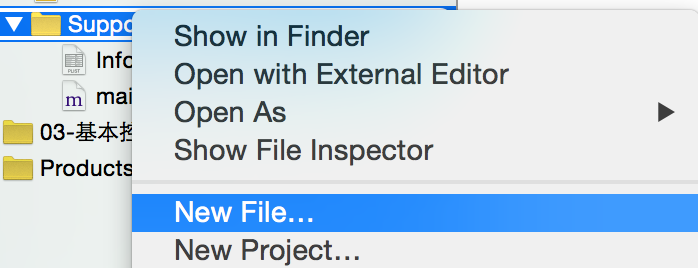 Suppo
Info
PLIST
m
mai
03-基本控
Products
Show in Finder
Open with External Editor
Open As
Show File Inspector
New File…
New Project…